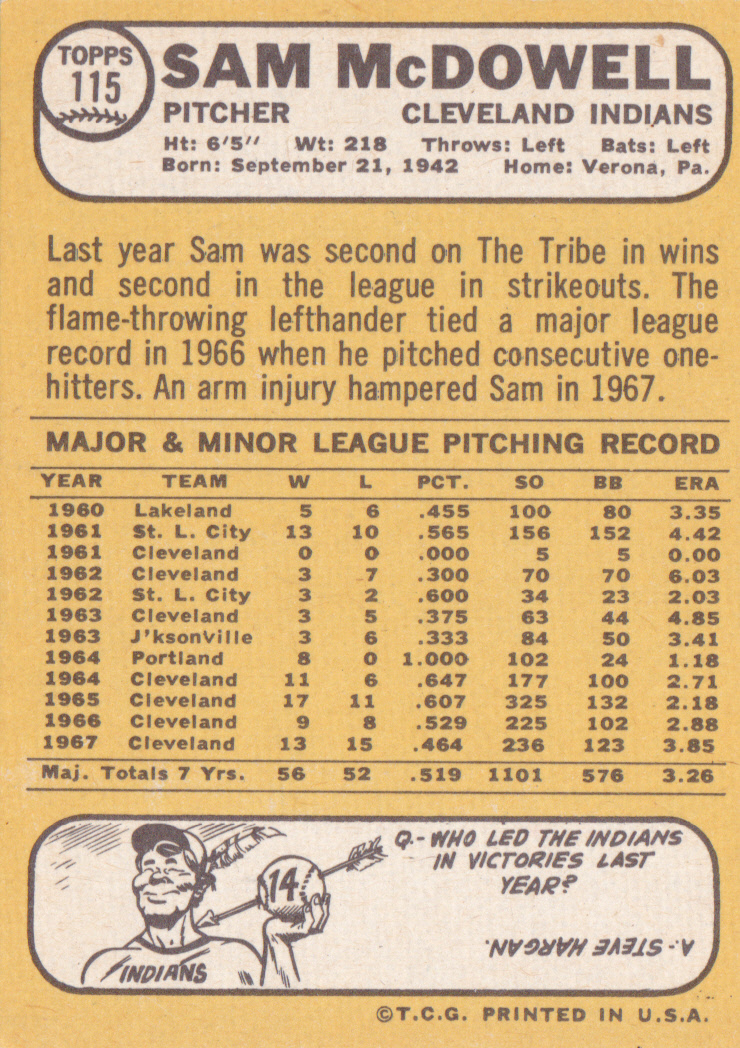 TOPPS
115
SAM McDOWELL
PITCHER CLEVELAND INDIANS
Ht: 6'5" Wt: 218 Throws: Left Bats: Left
Born: September 21, 1942 Home: Verona, Pa.
Last year Sam was second on The Tribe in wins
and second in the league in strikeouts. The
flame-throwing lefthander tied a major league
record in 1966 when he pitched consecutive one-
hitters. An arm injury hampered Sam in 1967.
MAJOR & MINOR LEAGUE PITCHING RECORD
YEAR TEAM W L PCT. SO BB ERA
1960 Lakeland 5 6 .455 100 80 3.35
1961 St. L. City 13 10 .565 156 152 4.42
1961 Cleveland 0 0 .000 5 5 0.00
1962 Cleveland 3 7 .300 70 70 6.03
1962 St. L. City 3 2 .600 34 23 2.03
1963 Cleveland 3 5 .375 63 44 4.85
1963 J'ksonville 3 6 .333 84 50 3.41
1964 Portland 8 0 1.000 102 24 1.18
1964 Cleveland 11 6 .647 177 100 2.71
1965 Cleveland 17 11 .607 325 132 2.18
1966 Cleveland 9 8 .529 225 102 2.88
1967 Cleveland 13 15 .464 236 123 3.85
Maj. Totals 7 Yrs. 56 52 .519 1101 576 3.26
Q.- WHO LED THE INDIANS
IN VICTORIES LAST
YEAR?
14
A.- STEVE HARGAN.
INDIANS
©T.C.G. PRINTED IN U.S.A.